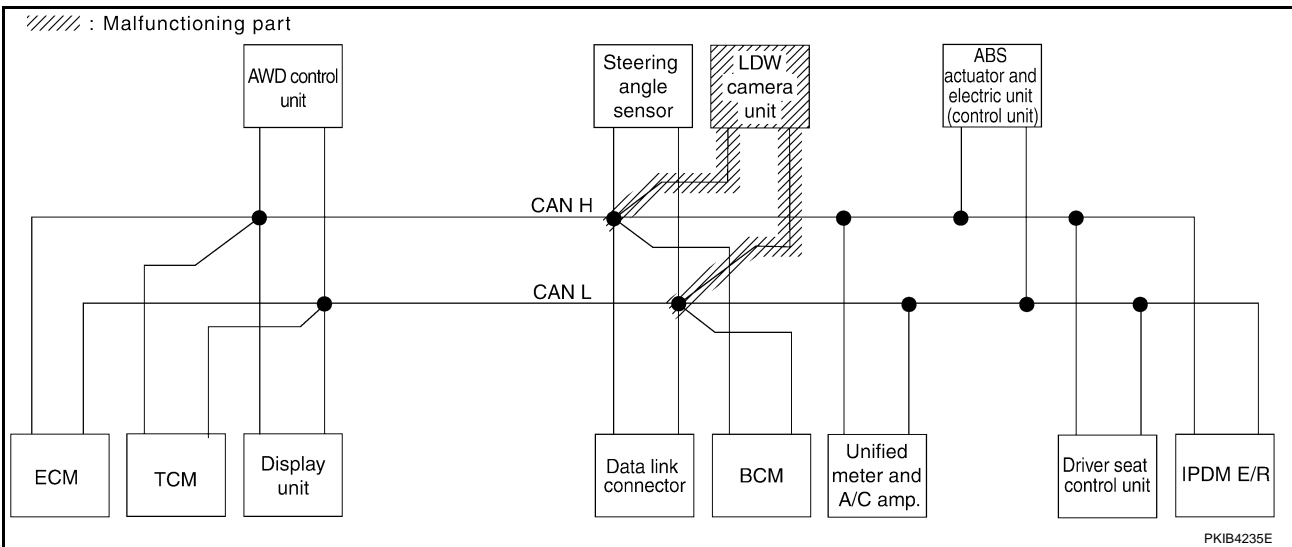 : Malfunctioning part
AWD control
unit
Steering
angle
sensor
LDW
camera
unit
ABS
actuator and
electric unit
(control unit)
CAN H
CAN L
ECM
TCM
Display
unit
Data link
connector
BCM
Unified
meter and
A/C amp.
Driver seat
control unit
IPDM E/R
PKIB4235E